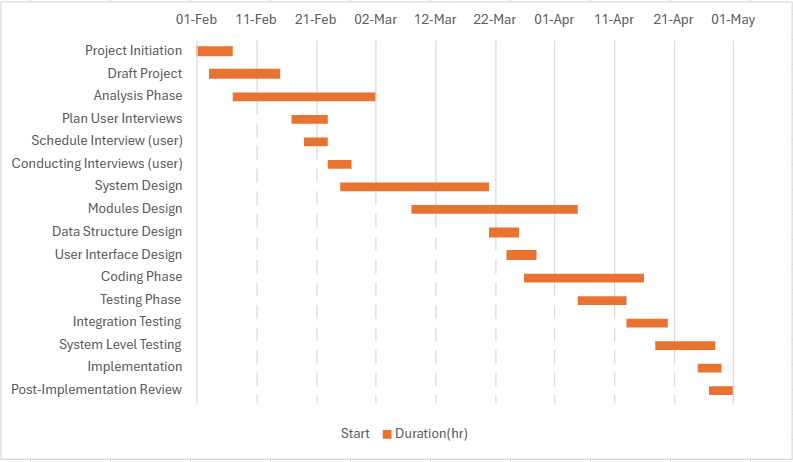 01-Feb 11-Feb 21-Feb 02-Mar 12-Mar 22-Mar 01-Apr 11-Apr 21-Apr 01-May
Project Initiation
Draft Project
Analysis Phase
Plan User Interviews
Schedule Interview (user)
Conducting Interviews (user)
System Design
Modules Design
Data Structure Design
User Interface Design
Coding Phase
Testing Phase
Integration Testing
System Level Testing
Implementation
Post-Implementation Review
Start Duration(hr)